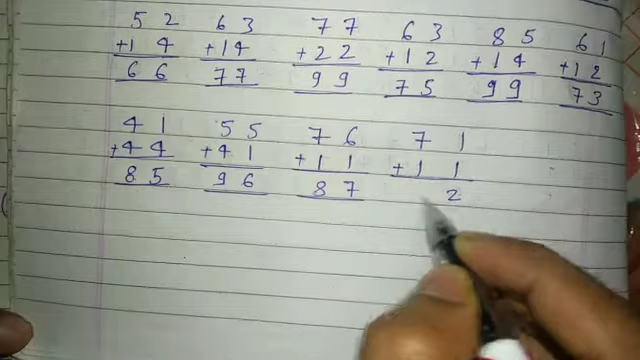 52 63 77 63 85 61
+14 +14 +22 +12 +14 +12
66 77 99 75 99 73
41 55 76 71
+44 +41 +11 +11
85 96 87 2